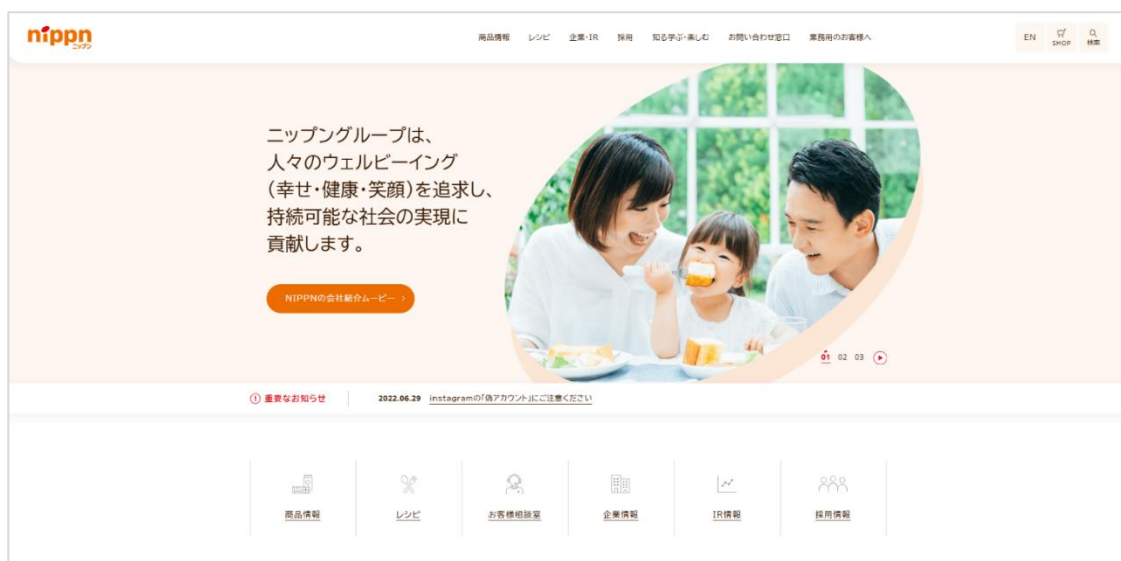 nippn
ニップン
商品情報 レシピ 企業・IR 採用 知る学ぶ・楽しむ お問い合わせ窓口 業務用のお客様へ
EN SHOP 検索
ニップングループは、
人々のウェルビーイング
(幸せ・健康・笑顔)を追求し、
持続可能な社会の実現に
貢献します。
NIPPNの会社紹介ムービー
01 02 03
重要なお知らせ 2022.06.29 instagramの「偽アカウント」にご注意ください
商品情報 レシピ お客様相談室 企業情報 IR情報 採用情報